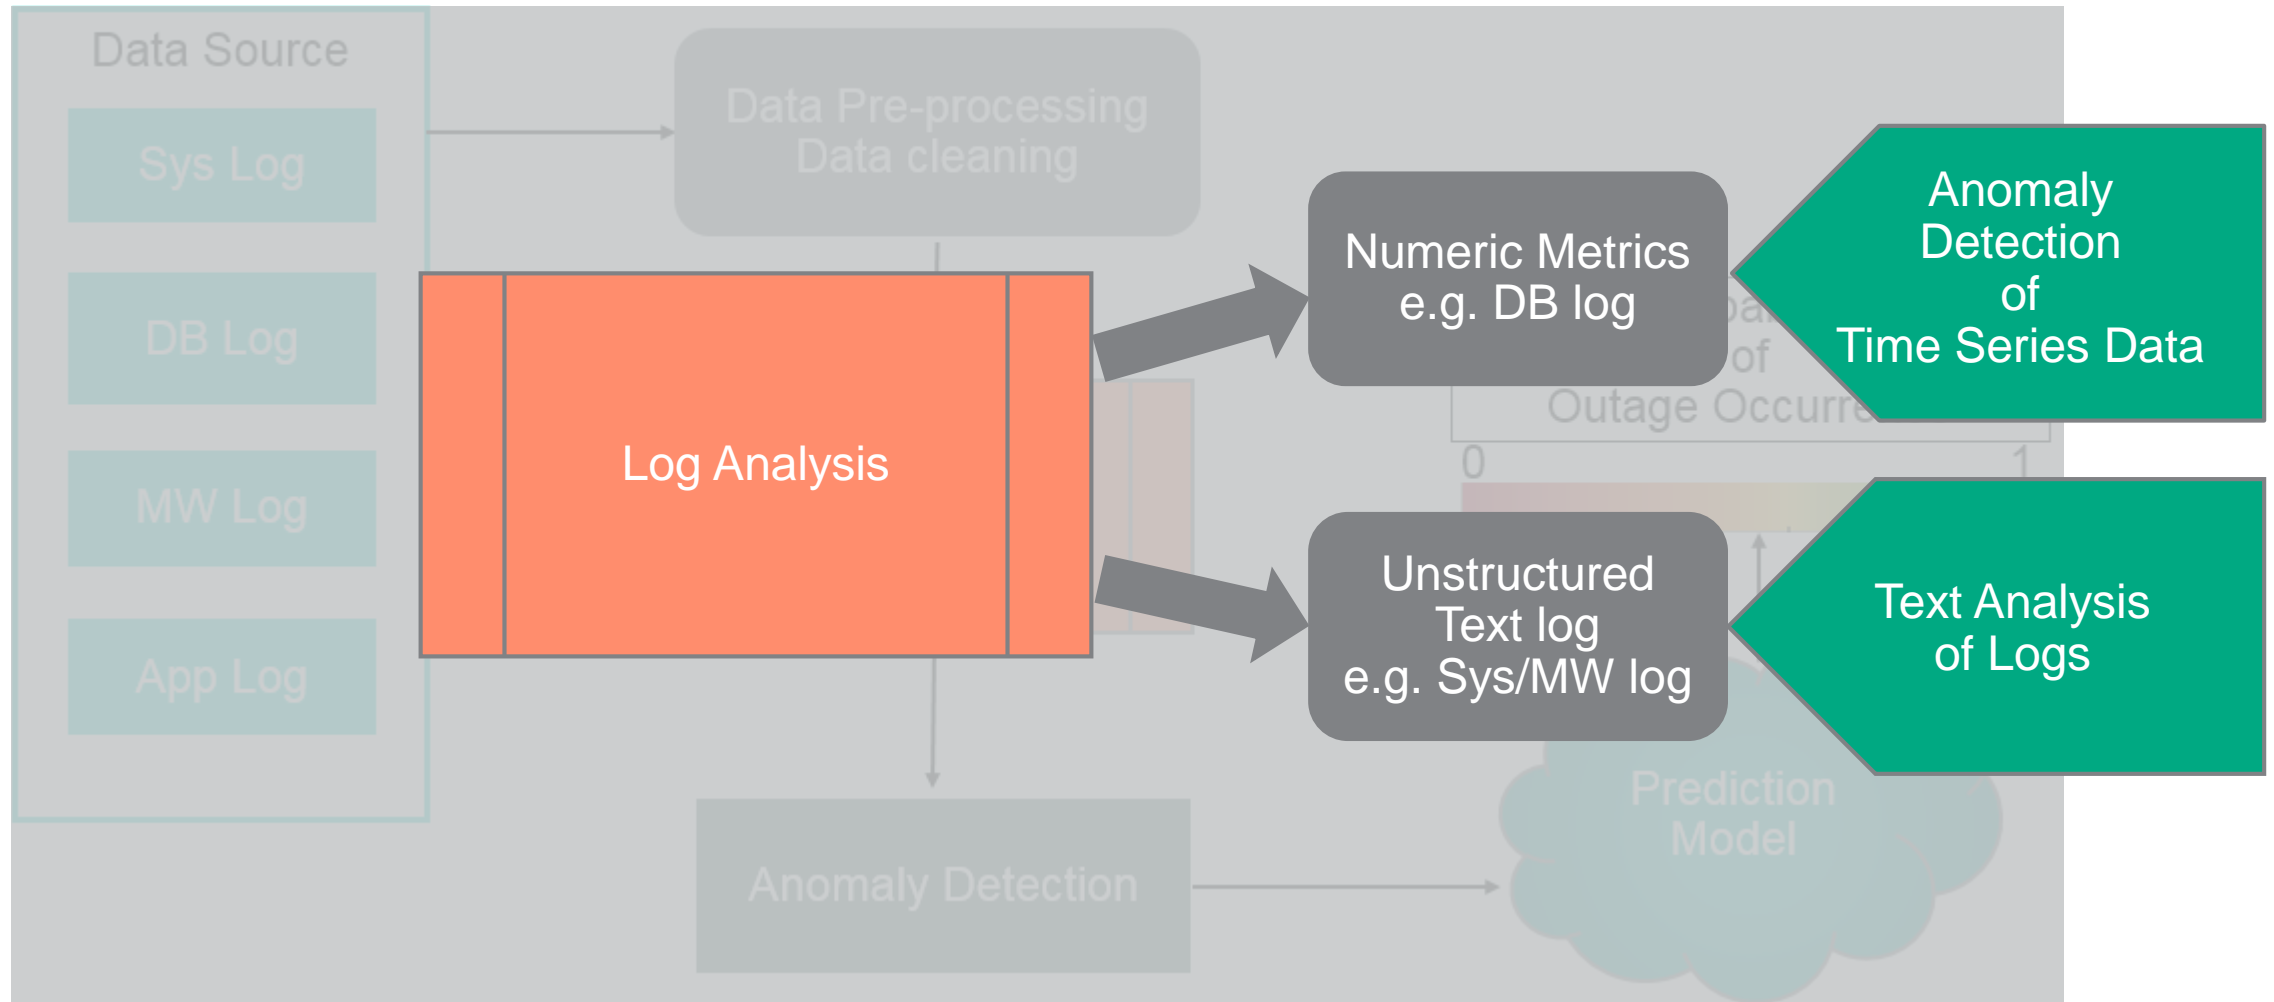 Data Source
Sys Log
DB Log
MW Log
App Log
Data Pre-processing
Data cleaning
Log Analysis
Anomaly Detection
Numeric Metrics
e.g. DB log
Unstructured
Text log
e.g. Sys/MW log
Anomaly
Detection
of
Time Series Data
of
Outage
0
1
Text Analysis
of Logs
Prediction
Model